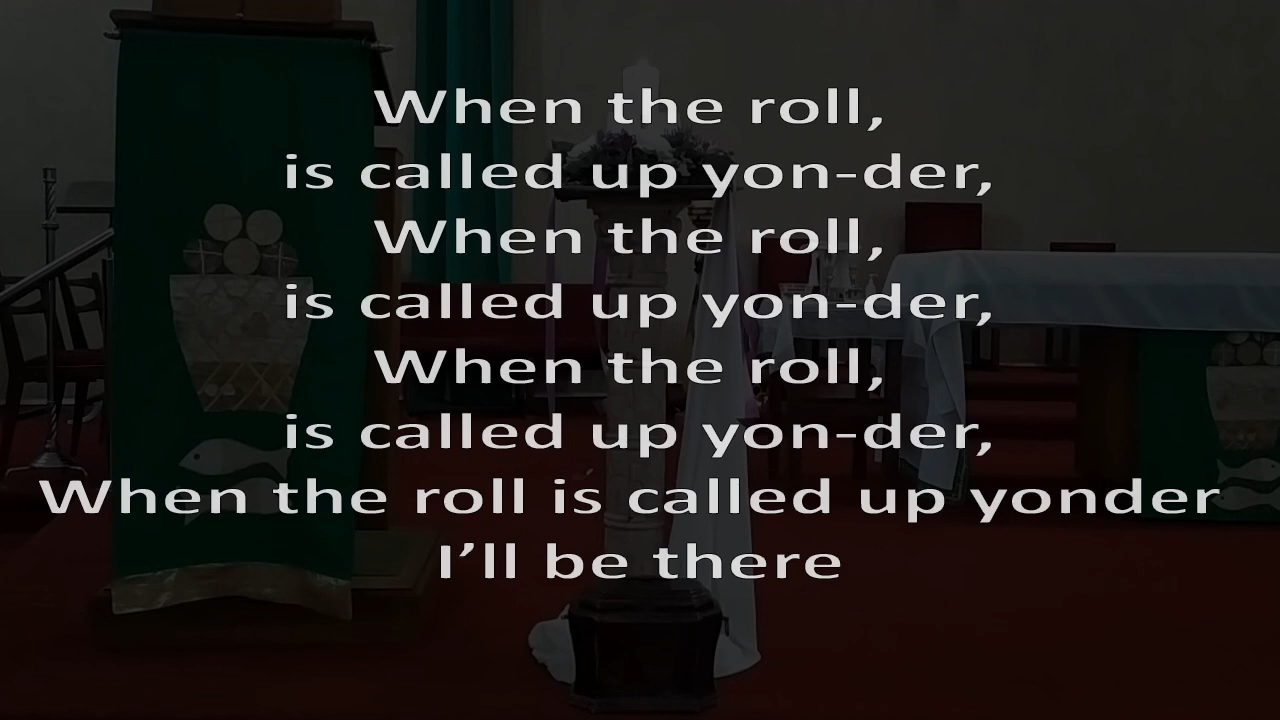 When the roll,
is called up yon-der,
When the roll,
is called up yon-der,
When the roll,
is called up yon-der,
When the roll is called up yonder
I’ll be there